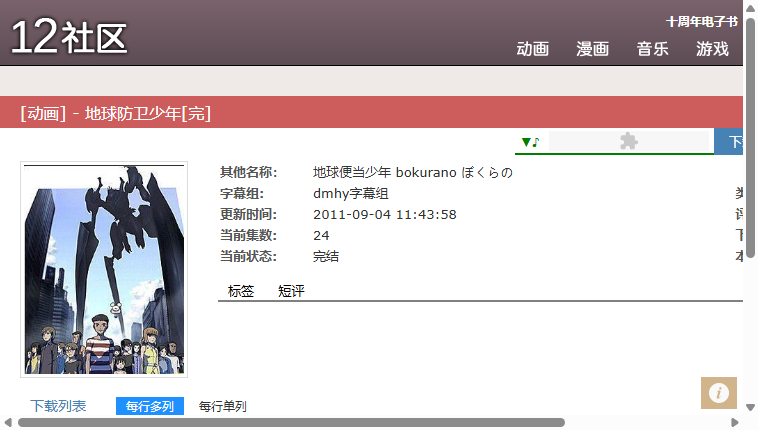 12社区
十周年电子书
动画 漫画 音乐 游戏
[动画] - 地球防卫少年[完]
▼♪
其他名称: 地球便当少年 bokurano ぼくらの
字幕组: dmhy字幕组
更新时间: 2011-09-04 11:43:58
当前集数: 24
当前状态: 完结
标签 短评
下载列表 每行多列 每行单列